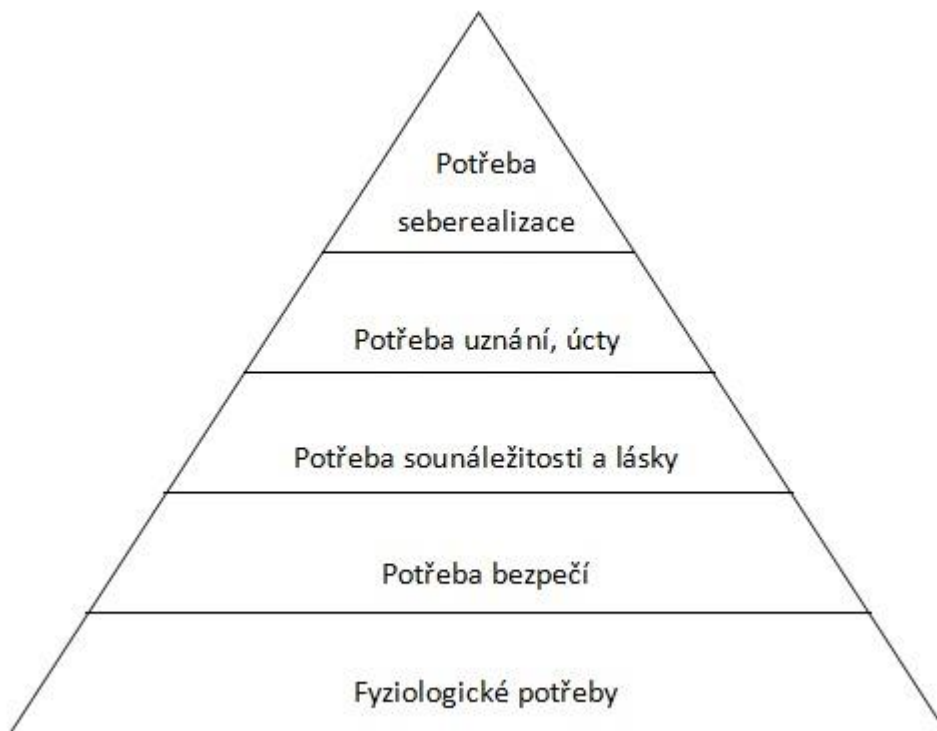 Potřeba
seberealizace
Potřeba uznání, úcty
Potřeba sounáležitosti a lásky
Potřeba bezpečí
Fyziologické potřeby